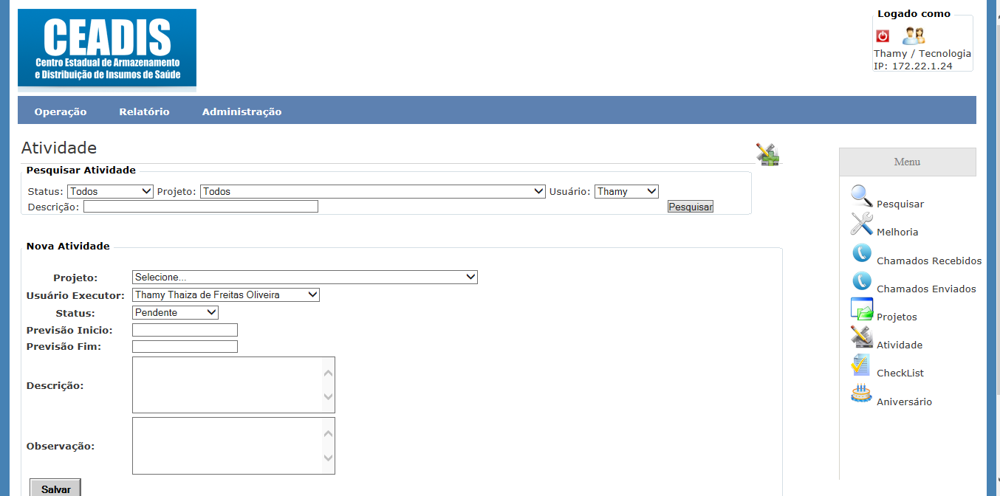 CEADIS
Centro Estadual de Armazenamento
e Distribuição de Insumos de Saúde
Logado como
Thamy / Tecnologia
IP: 172.22.1.24
Operação Relatório Administração
Atividade
Pesquisar Atividade
Status: Todos Projeto: Todos Usuário: Thamy
Descrição: Pesquisar
Nova Atividade
Projeto: Selecione...
Usuário Executor: Thamy Thaiza de Freitas Oliveira
Status: Pendente
Previsão Inicio:
Previsão Fim:
Descrição:
Observação:
Salvar
Menu
Pesquisar
Melhoria
Chamados Recebidos
Chamados Enviados
Projetos
Atividade
CheckList
Aniversário